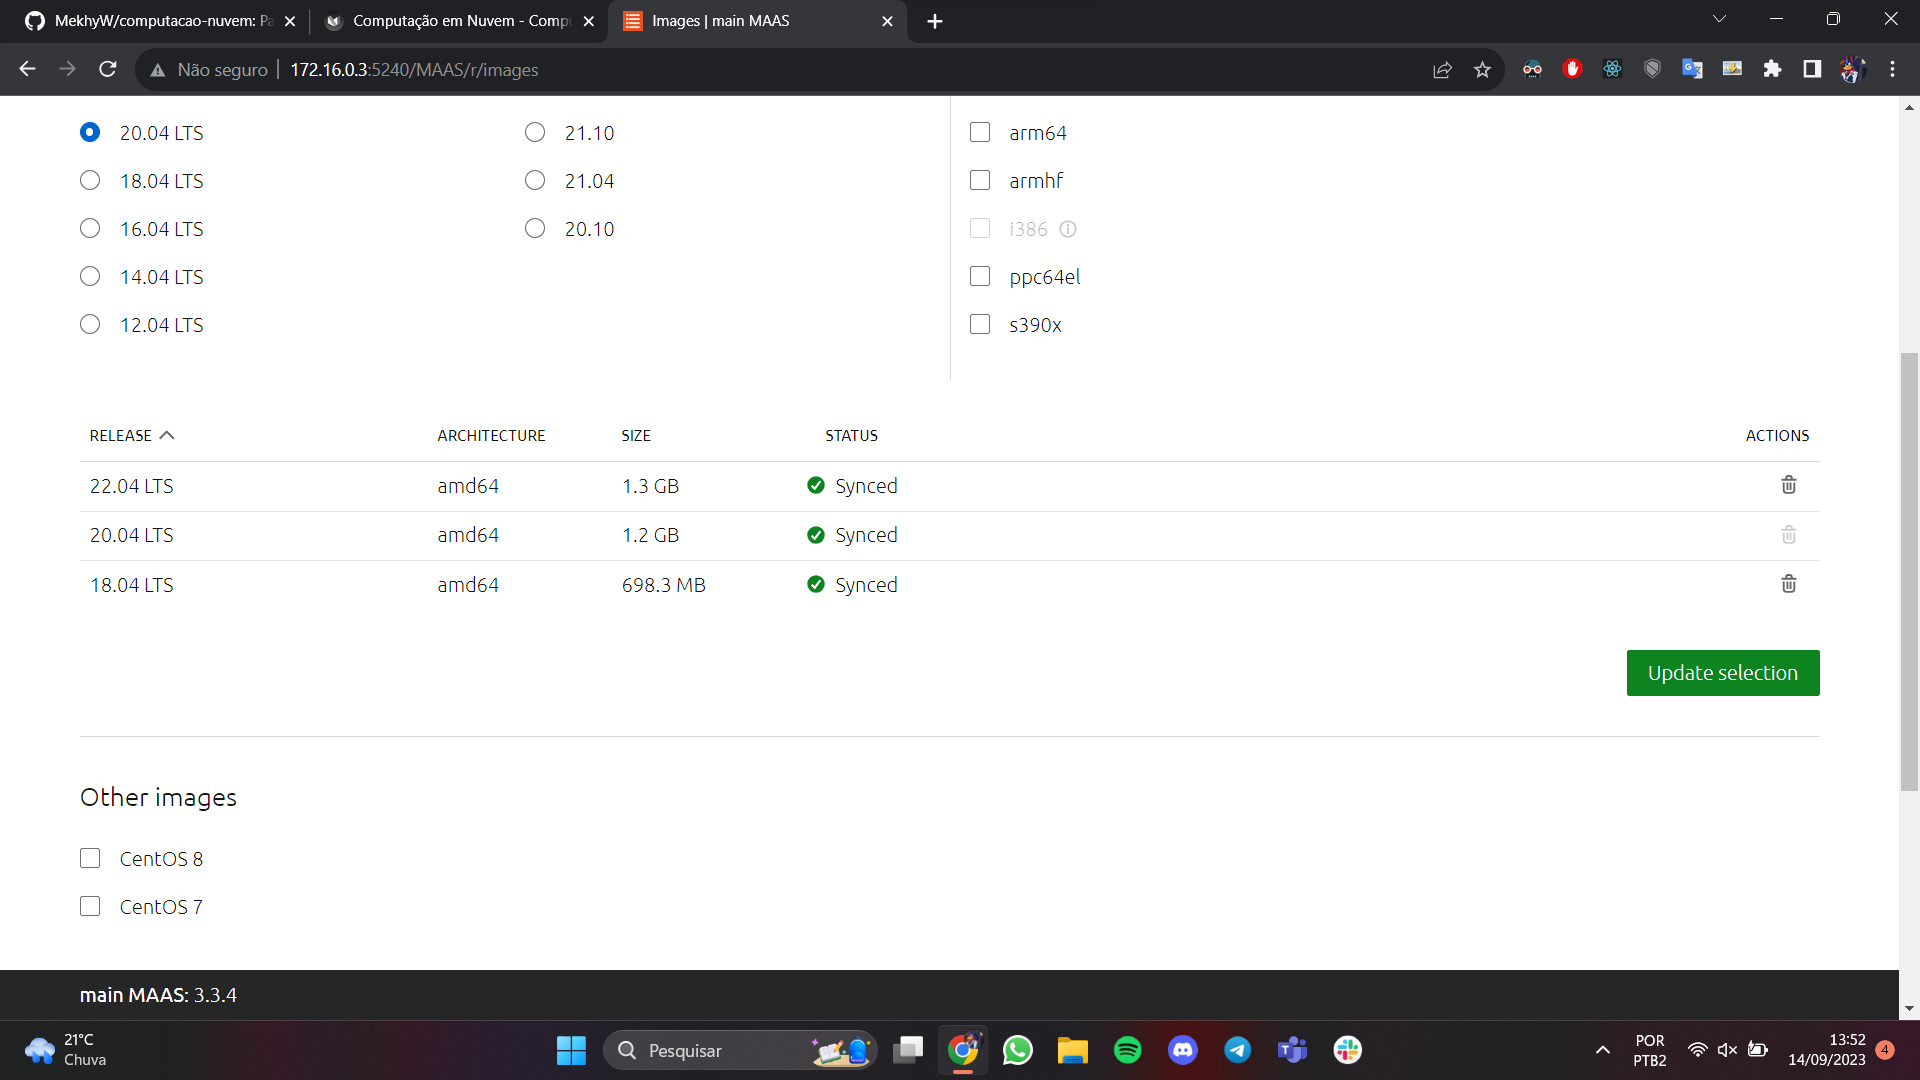 MekhyW/computacao-nuvem: Pa
Computação em Nuvem - Compu
Images | main MAAS
Não seguro
172.16.0.3:5240/MAAS/r/images
20.04 LTS
21.10
arm64
18.04 LTS
21.04
armhf
16.04 LTS
20.10
i386
14.04 LTS
ppc64el
12.04 LTS
s390x
RELEASE ARCHITECTURE SIZE STATUS ACTIONS
22.04 LTS amd64 1.3 GB Synced
20.04 LTS amd64 1.2 GB Synced
18.04 LTS amd64 698.3 MB Synced
Update selection
Other images
CentOS 8
CentOS 7
main MAAS: 3.3.4
21°C
Chuva
Pesquisar
POR
PTB2
13:52
14/09/2023
4